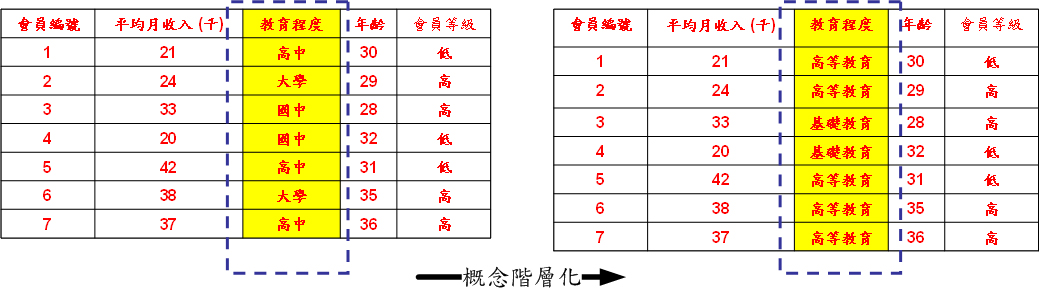 會員編號 平均月收入 (千) 教育程度 年齡 會員等級
1 21 高中 30 低
2 24 大學 29 高
3 33 國中 28 高
4 20 國中 32 低
5 42 高中 31 低
6 38 大學 35 高
7 37 高中 36 高
會員編號 平均月收入 (千) 教育程度 年齡 會員等級
1 21 高等教育 30 低
2 24 高等教育 29 高
3 33 基礎教育 28 高
4 20 基礎教育 32 低
5 42 高等教育 31 低
6 38 高等教育 35 高
7 37 高等教育 36 高
概念階層化